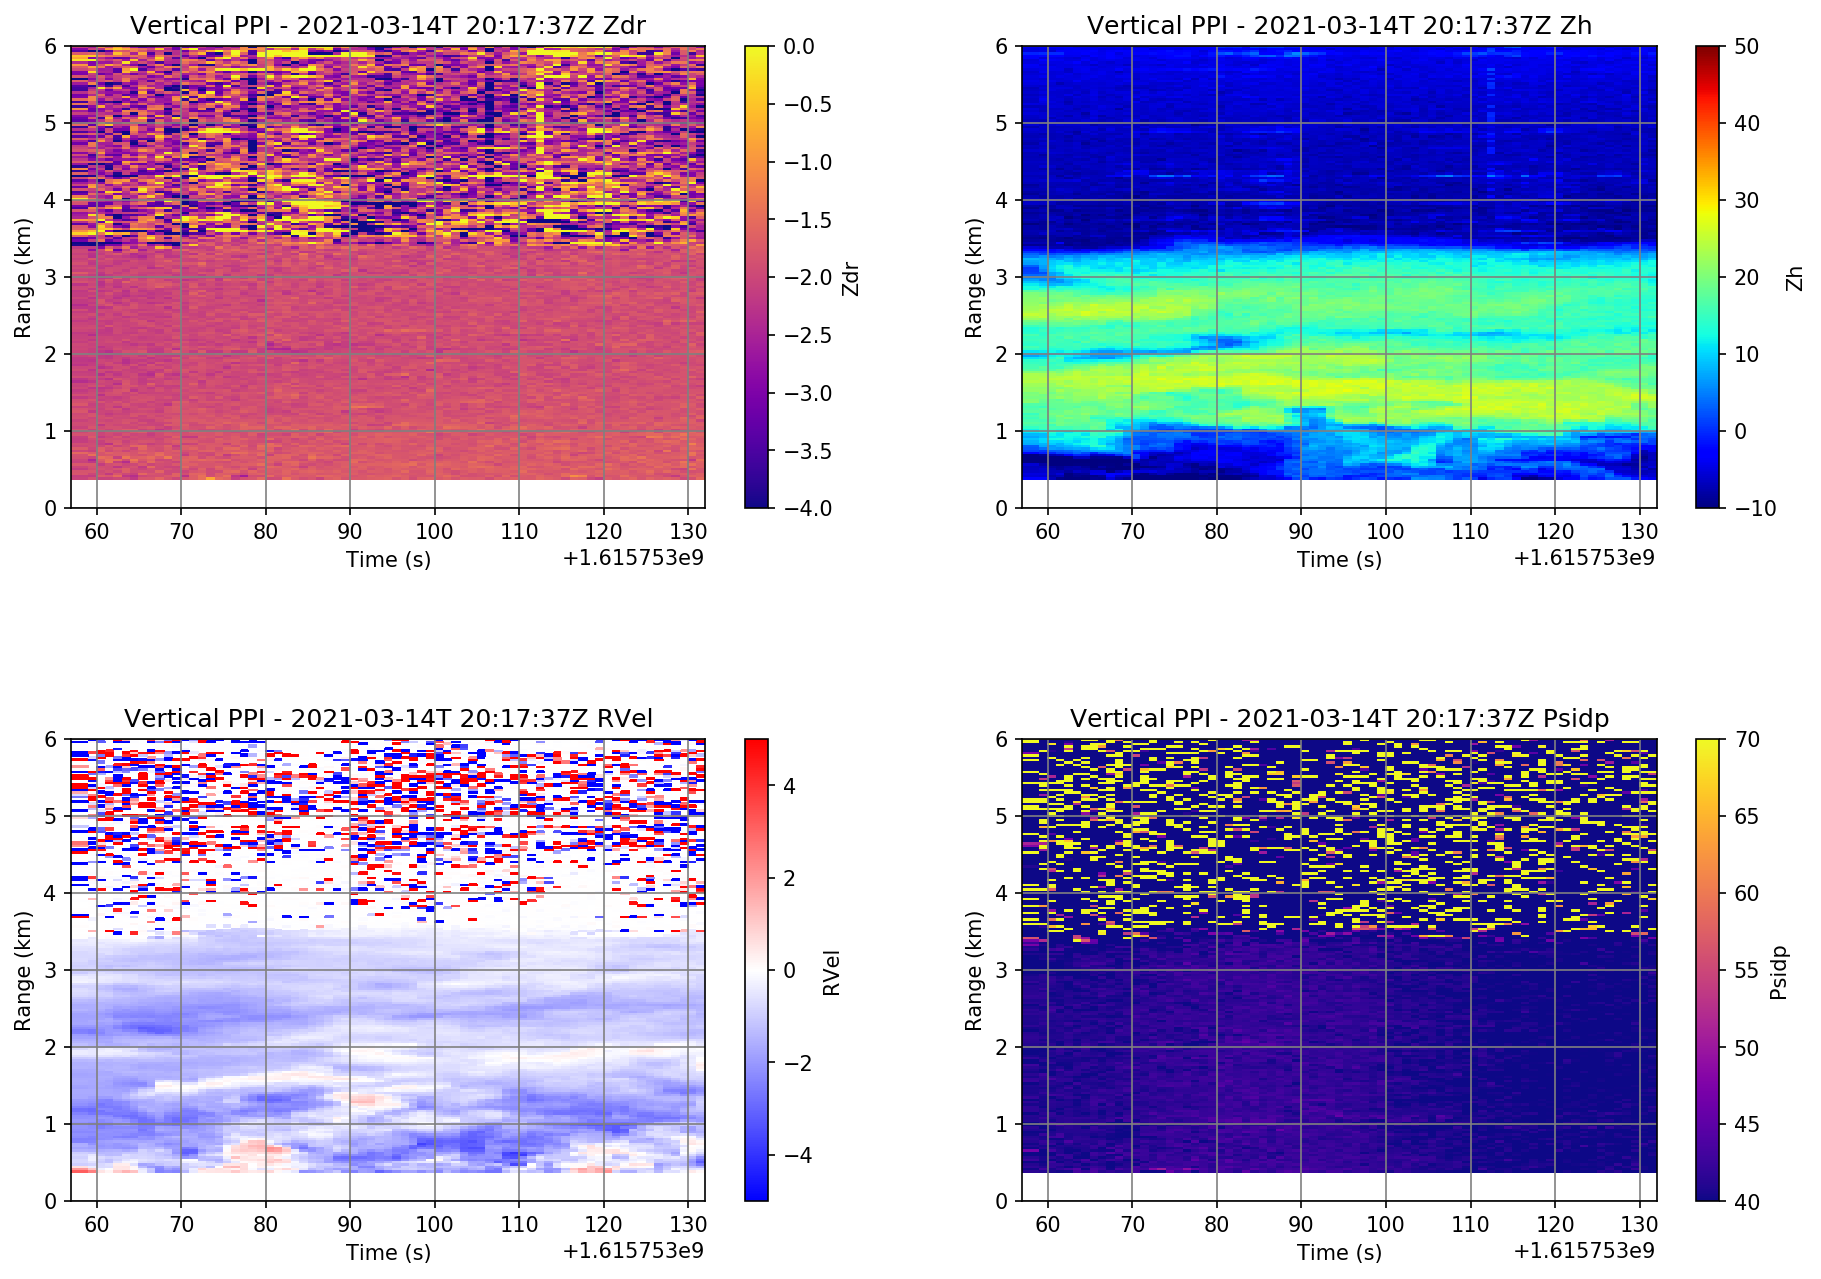 Vertical PPI - 2021-03-14T 20:17:37Z Zdr
6
5
4
3
2
1
0
Range (km)
60 70 80 90 100 110 120 130
Time (s)
+1.615753e9
0.0
−0.5
−1.0
−1.5
−2.0
−2.5
−3.0
−3.5
−4.0
Zdr
Vertical PPI - 2021-03-14T 20:17:37Z Zh
6
5
4
3
2
1
0
Range (km)
60 70 80 90 100 110 120 130
Time (s)
+1.615753e9
50
40
30
20
10
0
−10
Zh
Vertical PPI - 2021-03-14T 20:17:37Z RVel
6
5
4
3
2
1
0
Range (km)
60 70 80 90 100 110 120 130
Time (s)
+1.615753e9
4
2
0
−2
−4
RVel
Vertical PPI - 2021-03-14T 20:17:37Z Psidp
6
5
4
3
2
1
0
Range (km)
60 70 80 90 100 110 120 130
Time (s)
+1.615753e9
70
65
60
55
50
45
40
Psidp